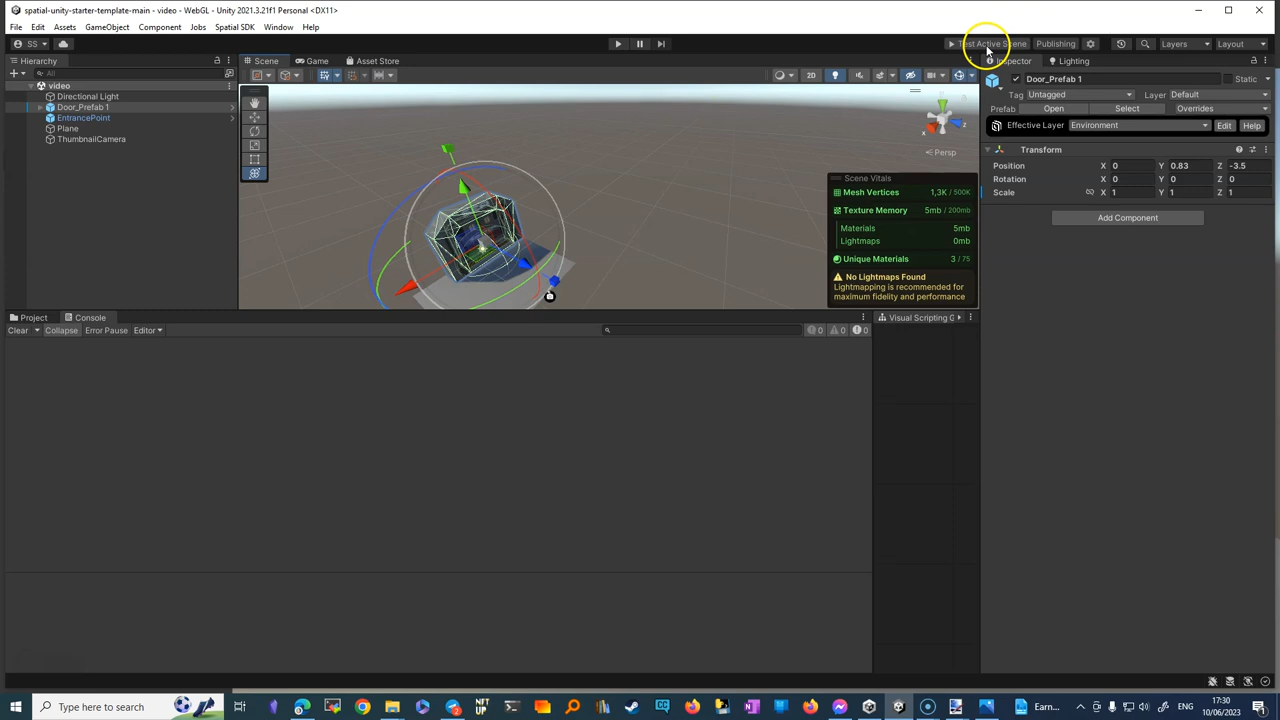 spatial-unity-starter-template-main - video - WebGL - Unity 2021.3.21f1 Personal <DX11>
File Edit Assets GameObject Component Jobs Spatial SDK Window Help
SS Test Active Scene Publishing Layers Layout
Hierarchy Scene Game Asset Store Inspector Lighting
All
2D
video
Directional Light
Door_Prefab 1
EntrancePoint
Plane
ThumbnailCamera
x
z
Persp
Scene Vitals
Mesh Vertices 1,3K / 500K
Texture Memory 5mb / 200mb
Materials 5mb
Lightmaps 0mb
Unique Materials 3 / 75
No Lightmaps Found
Lightmapping is recommended for
maximum fidelity and performance
Door_Prefab 1 Static
Tag Untagged Layer Default
Prefab Open Select Overrides
Effective Layer Environment Edit Help
Transform
Position X 0 Y 0.83 Z -3.5
Rotation X 0 Y 0 Z 0
Scale X 1 Y 1 Z 1
Add Component
Project Console Visual Scripting G
Clear Collapse Error Pause Editor 0 0 0
Type here to search
NFT
UP
CC
Earn...
17:30
10/06/2023